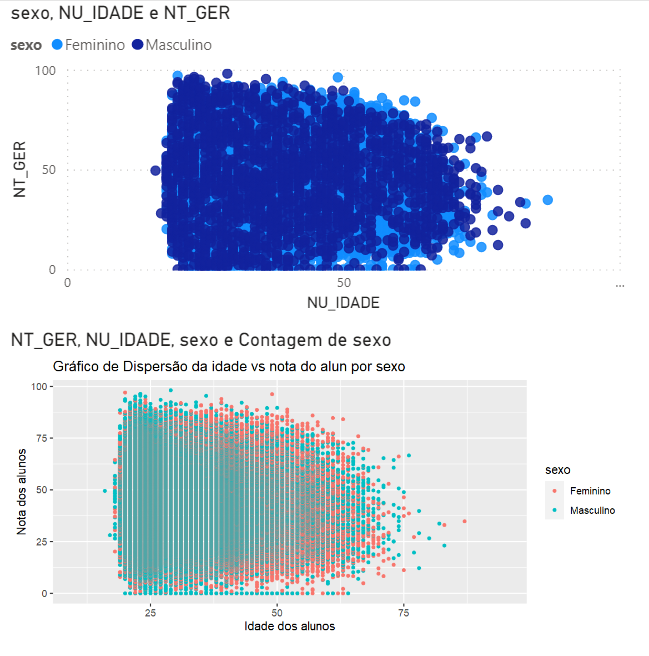 sexo, NU_IDADE e NT_GER
sexo Feminino Masculino
100
50
0
NT_GER
0 50 ...
NU_IDADE
NT_GER, NU_IDADE, sexo e Contagem de sexo
Gráfico de Dispersão da idade vs nota do alun por sexo
100
75
50
25
0
Nota dos alunos
25 50 75
Idade dos alunos
sexo
Feminino
Masculino